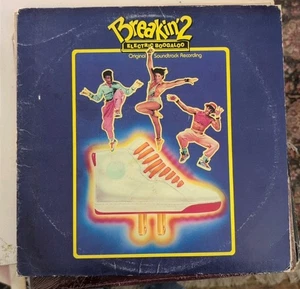 Breakin' 2
ELECTRIC BOOGALOO
Original Soundtrack Recording